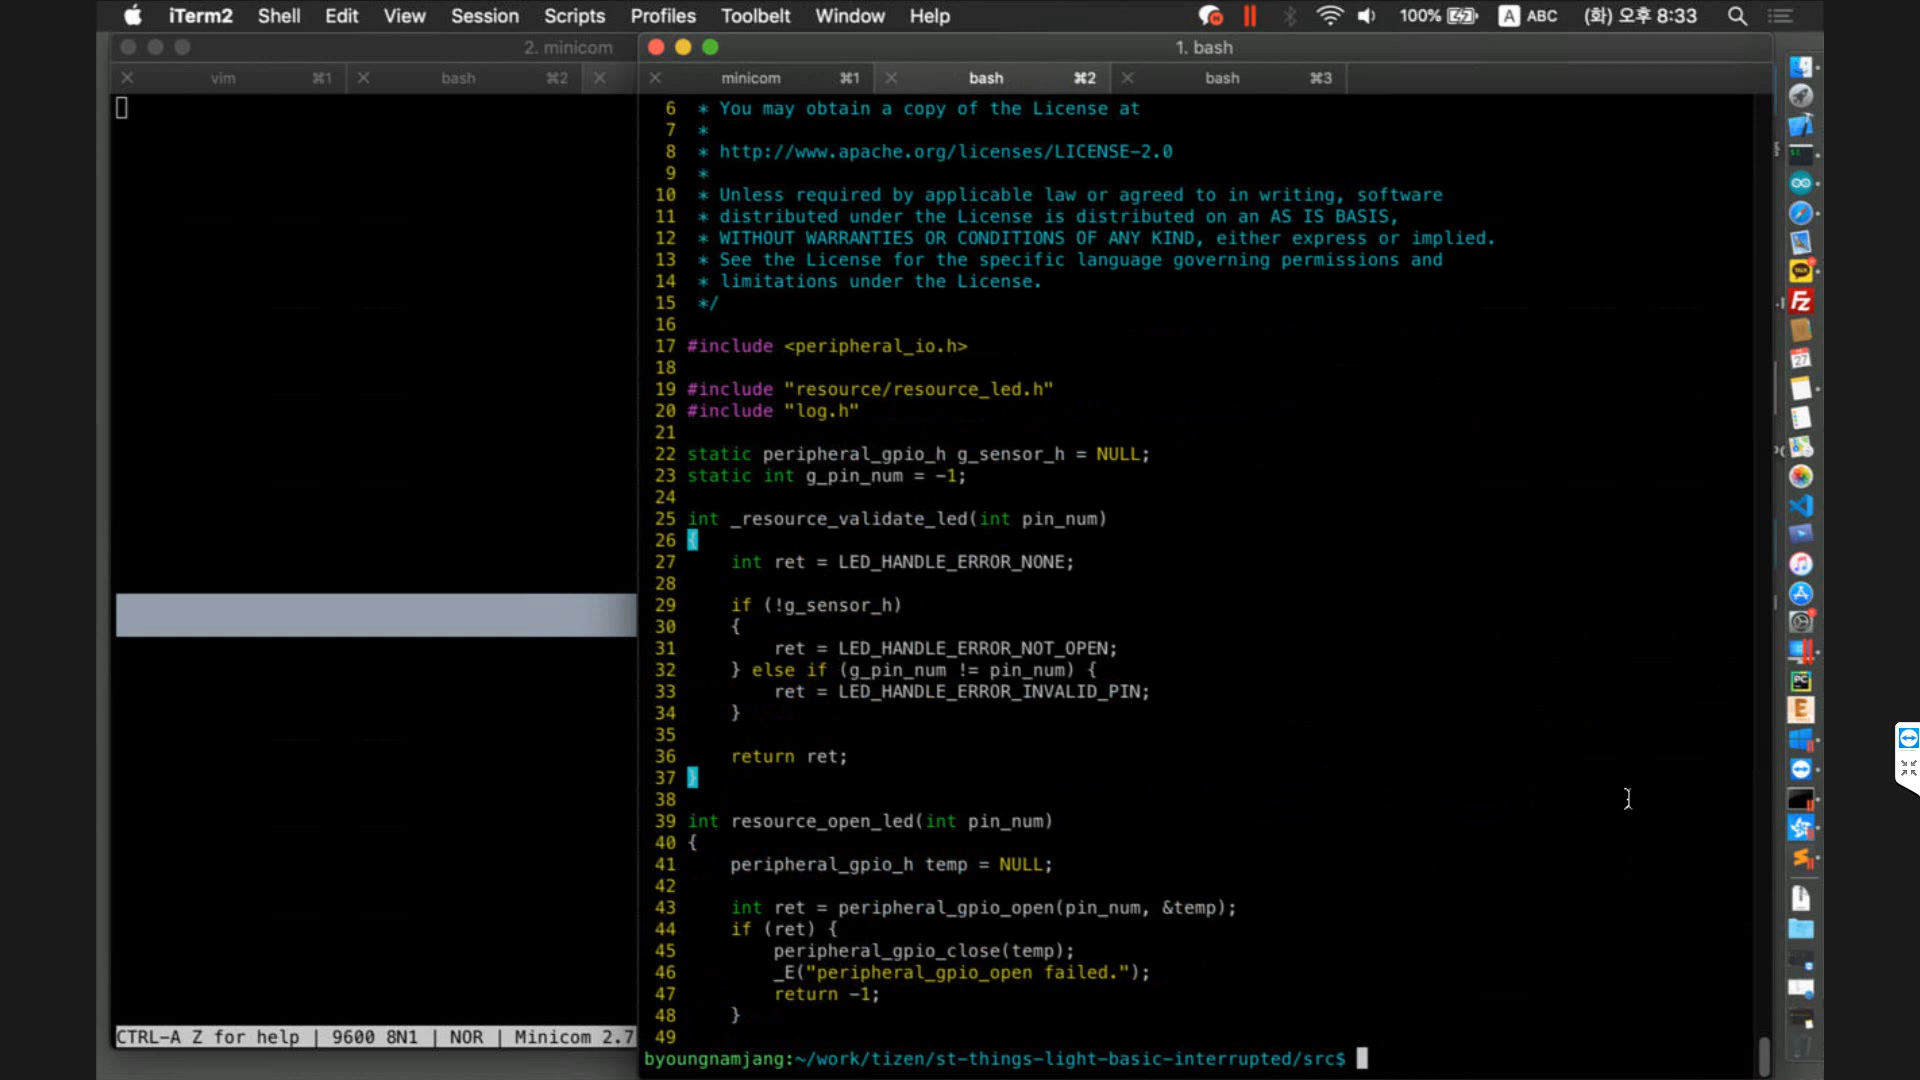 iTerm2 Shell Edit View Session Scripts Profiles Toolbelt Window Help 100% A ABC (화) 오후 8:33
2. minicom
vim ⌘1 bash ⌘2
CTRL-A Z for help | 9600 8N1 | NOR | Minicom 2.7
1. bash
minicom ⌘1 bash ⌘2 bash ⌘3
6 * You may obtain a copy of the License at
7 *
8 * http://www.apache.org/licenses/LICENSE-2.0
9 *
10 * Unless required by applicable law or agreed to in writing, software
11 * distributed under the License is distributed on an AS IS BASIS,
12 * WITHOUT WARRANTIES OR CONDITIONS OF ANY KIND, either express or implied.
13 * See the License for the specific language governing permissions and
14 * limitations under the License.
15 */
16
17 #include <peripheral_io.h>
18
19 #include "resource/resource_led.h"
20 #include "log.h"
21
22 static peripheral_gpio_h g_sensor_h = NULL;
23 static int g_pin_num = -1;
24
25 int _resource_validate_led(int pin_num)
26 {
27     int ret = LED_HANDLE_ERROR_NONE;
28
29     if (!g_sensor_h)
30     {
31         ret = LED_HANDLE_ERROR_NOT_OPEN;
32     } else if (g_pin_num != pin_num) {
33         ret = LED_HANDLE_ERROR_INVALID_PIN;
34     }
35
36     return ret;
37 }
38
39 int resource_open_led(int pin_num)
40 {
41     peripheral_gpio_h temp = NULL;
42
43     int ret = peripheral_gpio_open(pin_num, &temp);
44     if (ret) {
45         peripheral_gpio_close(temp);
46         _E("peripheral_gpio_open failed.");
47         return -1;
48     }
49
byoungnamjang:~/work/tizen/st-things-light-basic-interrupted/src$